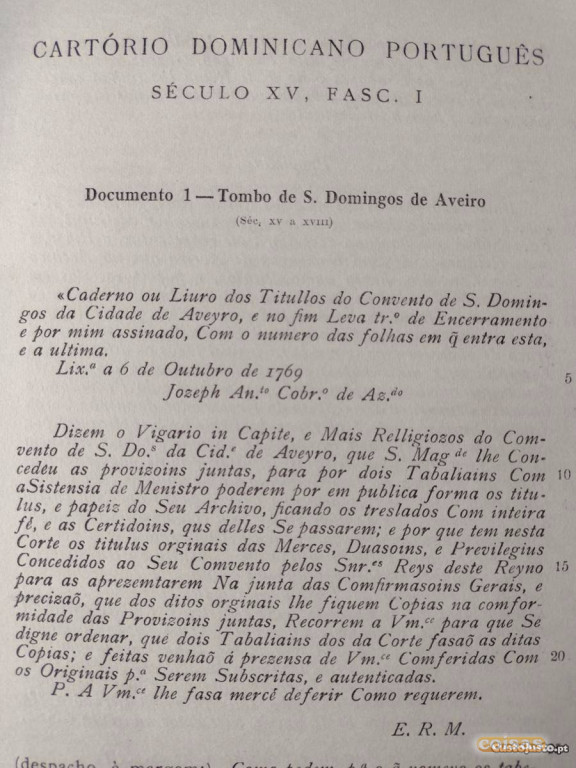 CARTÓRIO DOMINICANO PORTUGUÊS
SÉCULO XV, FASC. I
Documento 1 — Tombo de S. Domingos de Aveiro
(Séc. XV a XVIII)
«Caderno ou Liuro dos Titullos do Convento de S. Domin-
gos da Cidade de Aveyro, e no fim Leva tr.º de Encerramento
e por mim assinado, Com o numero das folhas em q̃ entra esta,
e a ultima.
Lix.ª a 6 de Outubro de 1769 5
Jozeph An.to Cobr.º de Az.do
Dizem o Vigario in Capite, e Mais Relligiozos do Com-
vento de S. Do.s da Cid.e de Aveyro, que S. Mag de lhe Con-
cedeu as provizoins juntas, para por dois Tabaliains Com 10
aSistensia de Menistro poderem por em publica forma os titu-
lus, e papeiz do Seu Archivo, ficando os treslados Com inteira
fê, e as Certidoins, qus delles Se passarem; e por que tem nesta
Corte os titulus orginais das Merces, Duasoins, e Previlegius
Concedidos ao Seu Comvento pelos Snr.es Reys deste Reyno 15
para as aprezemtarem Na junta das Comfirmasoins Gerais, e
precizaõ, que dos ditos orginais lhe fiquem Copias na comfor-
midade das Provizoins juntas, Recorrem a Vm.ce para que Se
digne ordenar, que dois Tabaliains dos da Corte fasaõ as ditas
Copias; e feitas venhaõ á prezensa de Vm.ce Comferidas Com 20
os Originais p.ª Serem Subscritas, e autenticadas.
P. A Vm.ce lhe fasa mercê deferir Como requerem.
E. R. M.
(despacho à margem): Como pedem
coisas
CustoJusto.pt